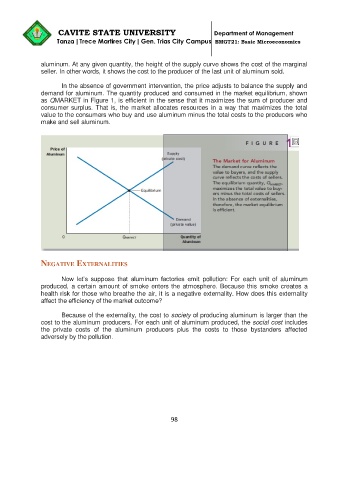 CAVITE STATE UNIVERSITY
Department of Management
Tanza | Trece Martires City | Gen. Trias City Campus
BMGT21: Basic Microeconomics
aluminum. At any given quantity, the height of the supply curve shows the cost of the marginal
seller. In other words, it shows the cost to the producer of the last unit of aluminum sold.
In the absence of government intervention, the price adjusts to balance the supply and
demand for aluminum. The quantity produced and consumed in the market equilibrium, shown
as QMARKET in Figure 1, is efficient in the sense that it maximizes the sum of producer and
consumer surplus. That is, the market allocates resources in a way that maximizes the total
value to the consumers who buy and use aluminum minus the total costs to the producers who
make and sell aluminum.
FIGURE 1
Price of
Aluminum
Supply
(private cost)
Equilibrium
Demand
(private value)
0
QMARKET
Quantity of
Aluminum
The Market for Aluminum
The demand curve reflects the
value to buyers, and the supply
curve reflects the costs of sellers.
The equilibrium quantity, QMARKET,
maximizes the total value to buy-
ers minus the total costs of sellers.
In the absence of externalities,
therefore, the market equilibrium
is efficient.
NEGATIVE EXTERNALITIES
Now let's suppose that aluminum factories emit pollution: For each unit of aluminum
produced, a certain amount of smoke enters the atmosphere. Because this smoke creates a
health risk for those who breathe the air, it is a negative externality. How does this externality
affect the efficiency of the market outcome?
Because of the externality, the cost to society of producing aluminum is larger than the
cost to the aluminum producers. For each unit of aluminum produced, the social cost includes
the private costs of the aluminum producers plus the costs to those bystanders affected
adversely by the pollution.
98